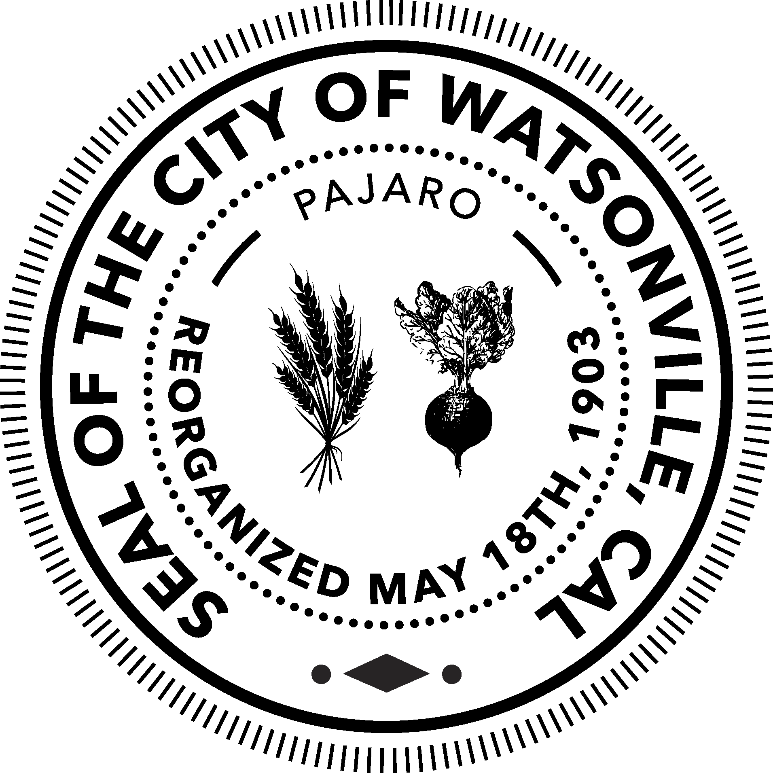 SEAL OF THE CITY OF WATSONVILLE, CAL
PAJARO
REORGANIZED MAY 18TH, 1903